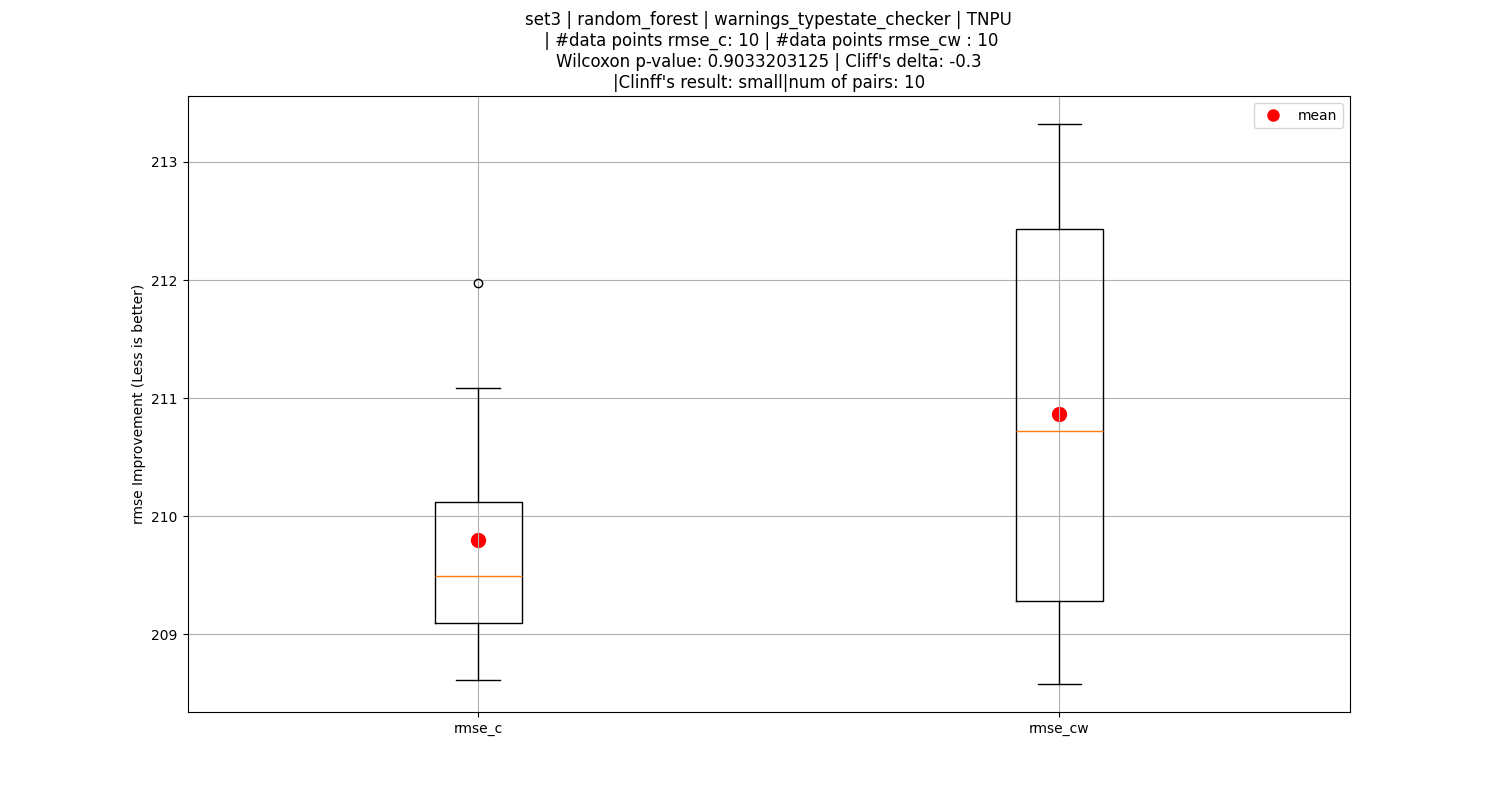 set3 | random_forest | warnings_typestate_checker | TNPU
| #data points rmse_c: 10 | #data points rmse_cw : 10
Wilcoxon p-value: 0.9033203125 | Cliff's delta: -0.3
|Clinff's result: small|num of pairs: 10
mean
213
212
211
210
209
rmse Improvement (Less is better)
rmse_c
rmse_cw